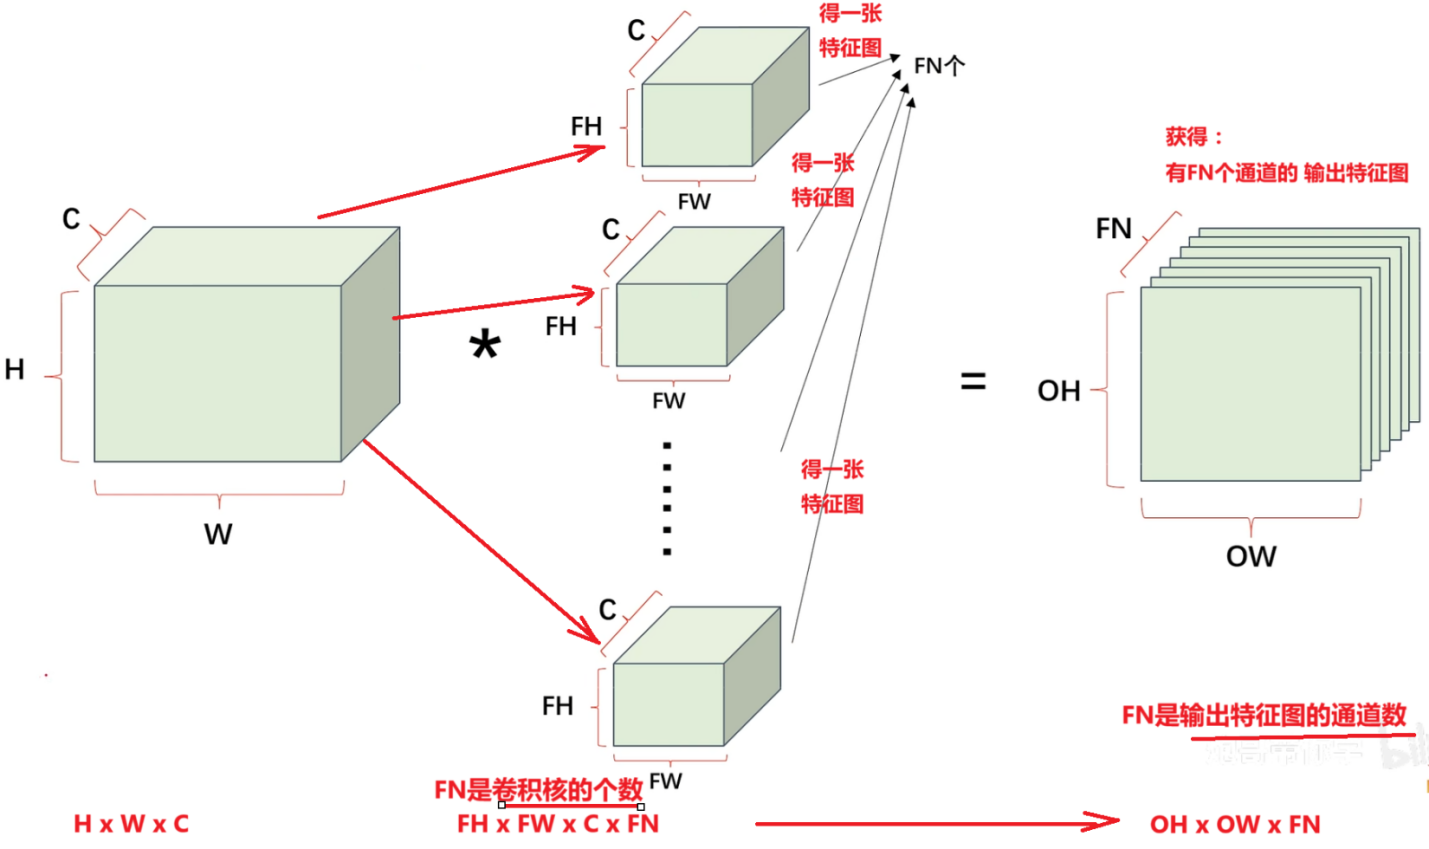 C
H
W
*
C
FH
FW
得一张
特征图
FN个
C
FH
FW
得一张
特征图
C
FH
FW
得一张
特征图
=
获得：
有FN个通道的 输出特征图
FN
OH
OW
FN是输出特征图的通道数
FN是卷积核的个数
H x W x C
FH x FW x C x FN
OH x OW x FN